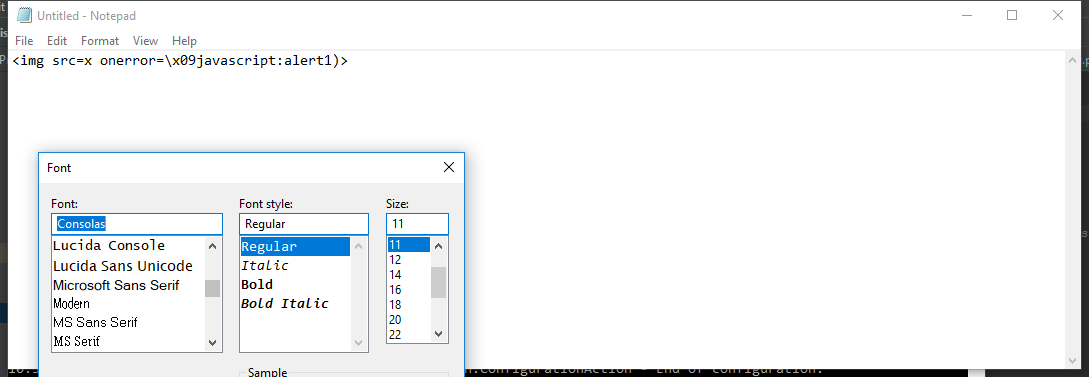 Untitled - Notepad
File Edit Format View Help
<img src=x onerror=\x09javascript:alert1)>
Font
Font: Font style: Size:
Consolas Regular 11
Lucida Console Regular 11
Lucida Sans Unicode Italic 12
Microsoft Sans Serif Bold 14
Modern Bold Italic 16
MS Sans Serif 18
MS Serif 20
22
Sample
ConfigurationAction - End of configuration.